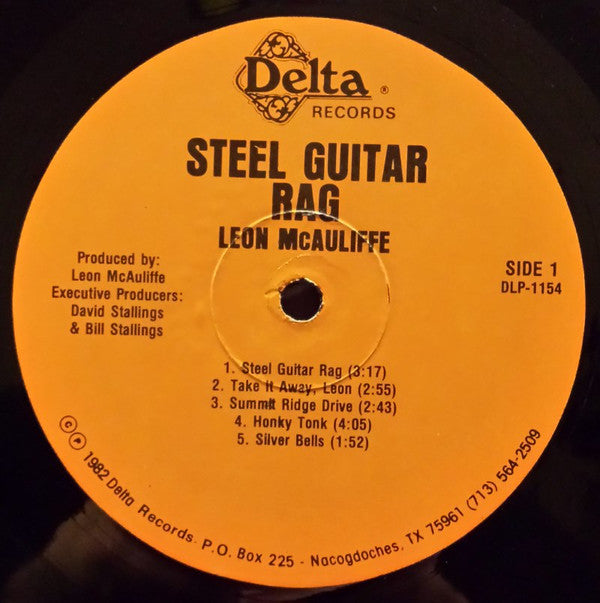 Delta ®
RECORDS
STEEL GUITAR
RAG
LEON McAULIFFE
Produced by:
Leon McAuliffe
Executive Producers:
David Stallings
& Bill Stallings
SIDE 1
DLP-1154
1. Steel Guitar Rag (3:17)
2. Take It Away, Leon (2:55)
3. Summit Ridge Drive (2:43)
4. Honky Tonk (4:05)
5. Silver Bells (1:52)
© ℗ 1982 Delta Records P.O. Box 225 - Nacogdoches, TX 75961 (713) 564-2509